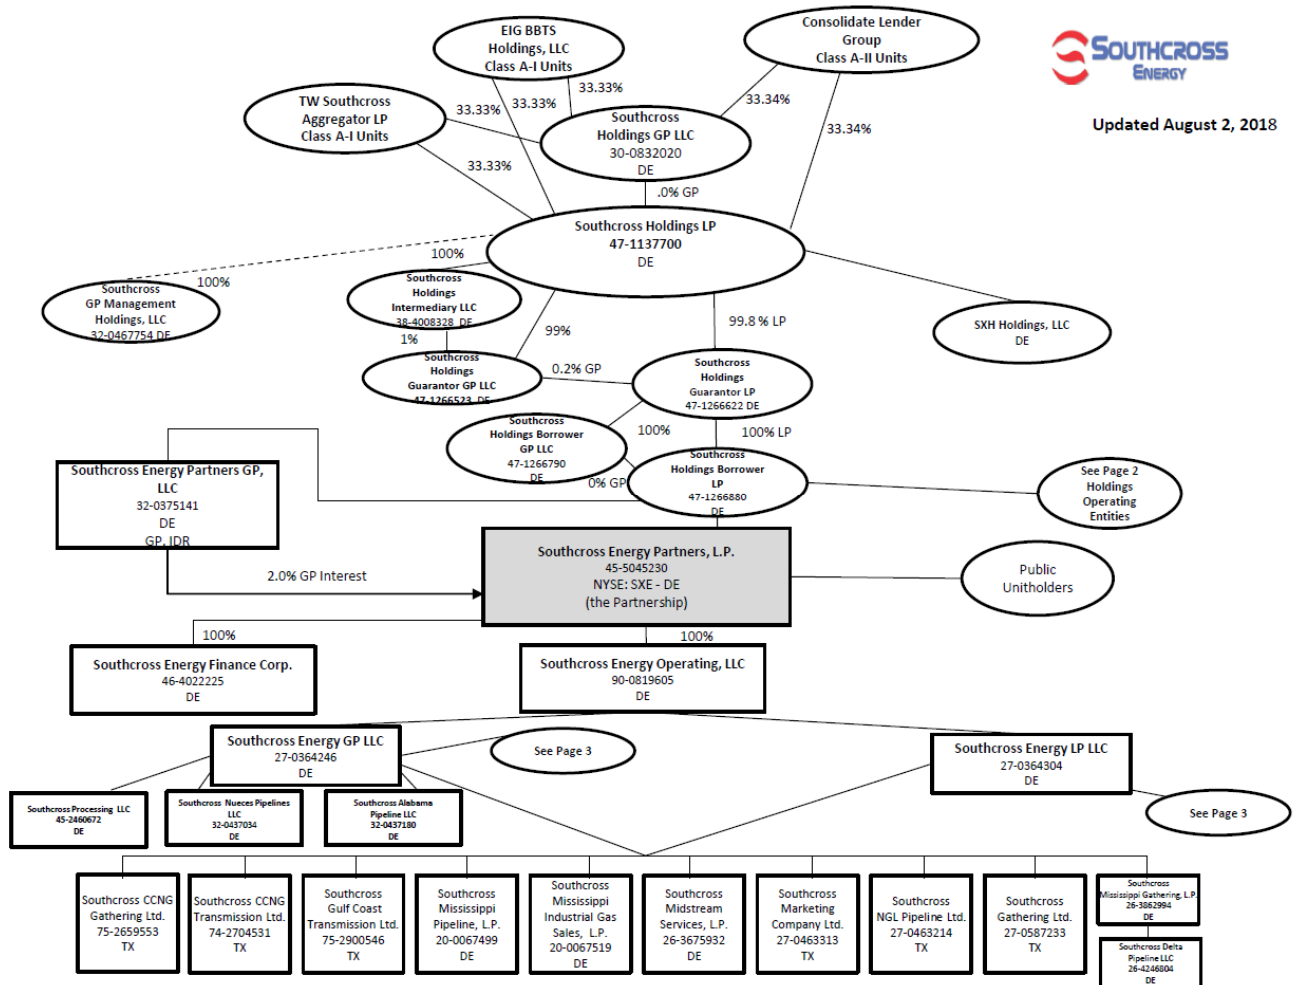 EIG BBTS
Holdings, LLC
Class A-I Units
Consolidate Lender
Group
Class A-II Units
SOUTHCROSS
ENERGY
Updated August 2, 2018
TW Southcross
Aggregator LP
Class A-I Units
33.33%
33.33%
33.33%
33.34%
33.34%
33.33%
Southcross
Holdings GP LLC
30-0832020
DE
.0% GP
Southcross Holdings LP
47-1137700
DE
100%
100%
Southcross
GP Management
Holdings, LLC
32-0467754 DE
Southcross
Holdings
Intermediary LLC
38-4008328 DE
99%
99.8 % LP
SXH Holdings, LLC
DE
1%
Southcross
Holdings
Guarantor GP LLC
47-1266523 DE
0.2% GP
Southcross
Holdings
Guarantor LP
47-1266622 DE
Southcross
Holdings Borrower
GP LLC
47-1266790
DE
100%
100% LP
0% GP
Southcross
Holdings Borrower
LP
47-1266880
DE
See Page 2
Holdings
Operating
Entities
Southcross Energy Partners GP,
LLC
32-0375141
DE
GP, IDR
2.0% GP Interest
Southcross Energy Partners, L.P.
45-5045230
NYSE: SXE - DE
(the Partnership)
Public
Unitholders
100%
100%
Southcross Energy Finance Corp.
46-4022225
DE
Southcross Energy Operating, LLC
90-0819605
DE
Southcross Energy GP LLC
27-0364246
DE
See Page 3
Southcross Energy LP LLC
27-0364304
DE
See Page 3
Southcross Processing LLC
45-2460672
DE
Southcross Nueces Pipelines
LLC
32-0437034
DE
Southcross Alabama
Pipeline LLC
32-0437180
DE
Southcross CCNG
Gathering Ltd.
75-2659553
TX
Southcross CCNG
Transmission Ltd.
74-2704531
TX
Southcross
Gulf Coast
Transmission Ltd.
75-2900546
TX
Southcross
Mississippi
Pipeline, L.P.
20-0067499
DE
Southcross
Mississippi
Industrial Gas
Sales, L.P.
20-0067519
DE
Southcross
Midstream
Services, L.P.
26-3675932
DE
Southcross
Marketing
Company Ltd.
27-0463313
TX
Southcross
NGL Pipeline Ltd.
27-0463214
TX
Southcross
Gathering Ltd.
27-0587233
TX
Southcross
Mississippi Gathering, L.P.
26-3862994
DE
Southcross Delta
Pipeline LLC
26-4246804
DE